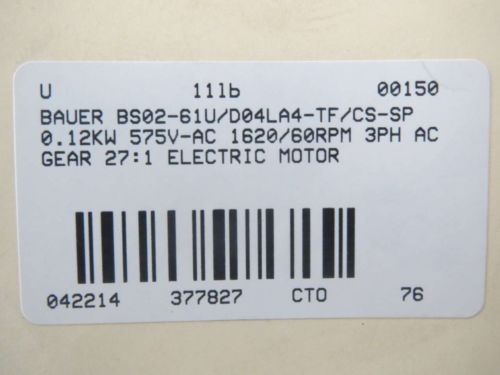 U 11lb 00150
BAUER BS02-61U/D04LA4-TF/CS-SP
0.12KW 575V-AC 1620/60RPM 3PH AC
GEAR 27:1 ELECTRIC MOTOR
042214 377827 CTO 76